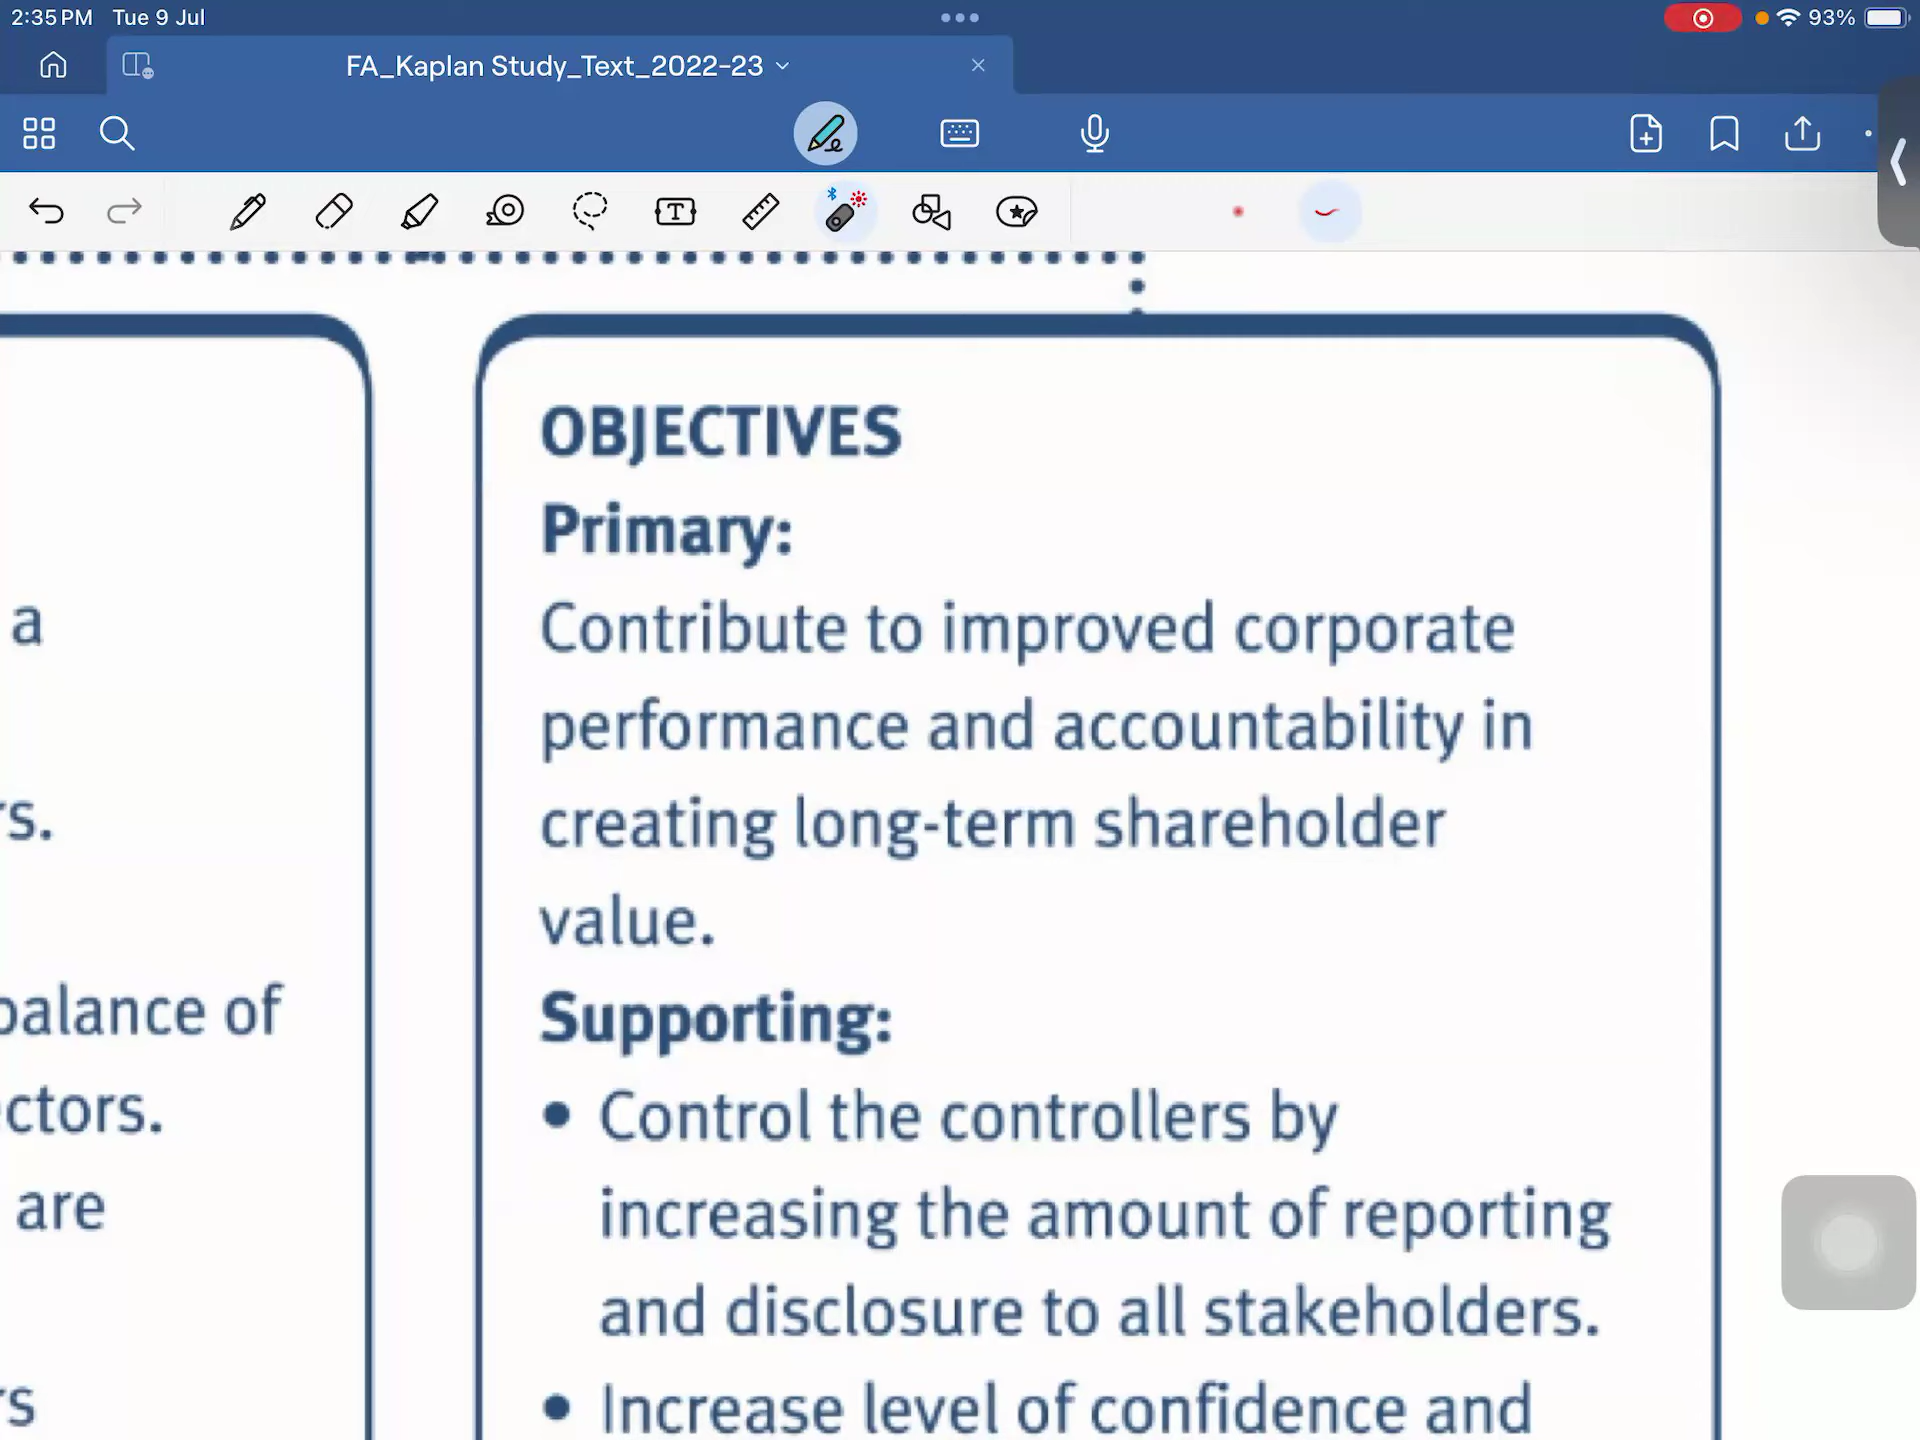 2:35 PM Tue 9 Jul
93%
FA_Kaplan Study_Text_2022-23
OBJECTIVES
Primary:
Contribute to improved corporate
performance and accountability in
creating long-term shareholder
value.
Supporting:
• Control the controllers by
increasing the amount of reporting
and disclosure to all stakeholders.
• Increase level of confidence and
a
balance of
are